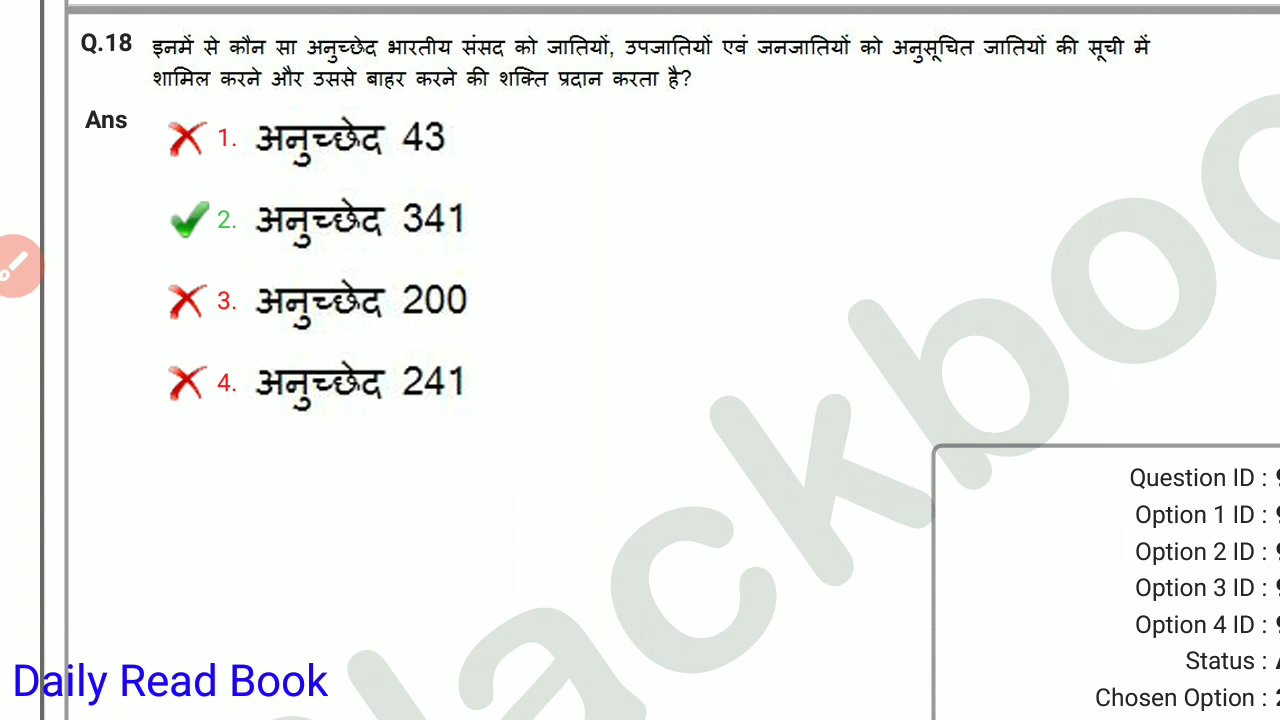 Q.18 इनमें से कौन सा अनुच्छेद भारतीय संसद को जातियों, उपजातियों एवं जनजातियों को अनुसूचित जातियों की सूची में
शामिल करने और उससे बाहर करने की शक्ति प्रदान करता है?
Ans
1. अनुच्छेद 43
2. अनुच्छेद 341
3. अनुच्छेद 200
4. अनुच्छेद 241
Question ID :
Option 1 ID :
Option 2 ID :
Option 3 ID :
Option 4 ID :
Status :
Chosen Option :
Daily Read Book
lackboo